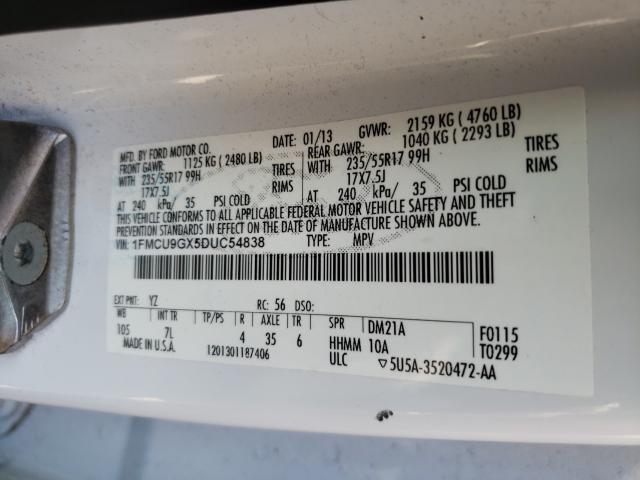 MFD. BY FORD MOTOR CO. DATE: 01/13 GVWR: 2159 KG ( 4760 LB)
FRONT GAWR: 1125 KG ( 2480 LB) REAR GAWR: 1040 KG ( 2293 LB)
WITH 235/55R17 99H TIRES WITH 235/55R17 99H TIRES
17X7.5J RIMS 17X7.5J RIMS
AT 240 kPa/ 35 PSI COLD AT 240 kPa/ 35 PSI COLD
THIS VEHICLE CONFORMS TO ALL APPLICABLE FEDERAL MOTOR VEHICLE SAFETY AND THEFT
PREVENTION STANDARDS IN EFFECT ON THE DATE OF MANUFACTURE SHOWN ABOVE.
VIN: 1FMCU9GX5DUC54838 TYPE: MPV
EXT PNT: YZ RC: 56 DSO:
WB INT TR TP/PS R AXLE TR SPR DM21A F0115
105 7L 4 35 6 HHMM 10A T0299
MADE IN U.S.A. 1201301187406 ULC ▽5U5A-3520472-AA